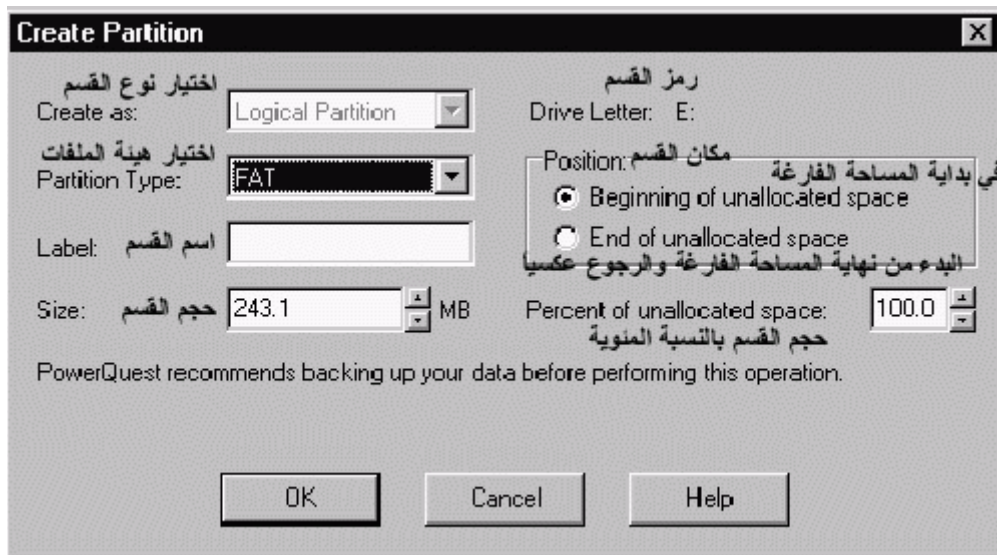 Create Partition
اختيار نوع القسم
Create as: Logical Partition
رمز القسم
Drive Letter: E:
اختيار هيئة الملفات
Partition Type: FAT
Position: مكان القسم
في بداية المساحة الفارغة
Beginning of unallocated space
End of unallocated space
البدء من نهاية المساحة الفارغة والرجوع عكسياً
Label: اسم القسم
Size: حجم القسم 243.1 MB
Percent of unallocated space: 100.0
حجم القسم بالنسبة المئوية
PowerQuest recommends backing up your data before performing this operation.
OK Cancel Help